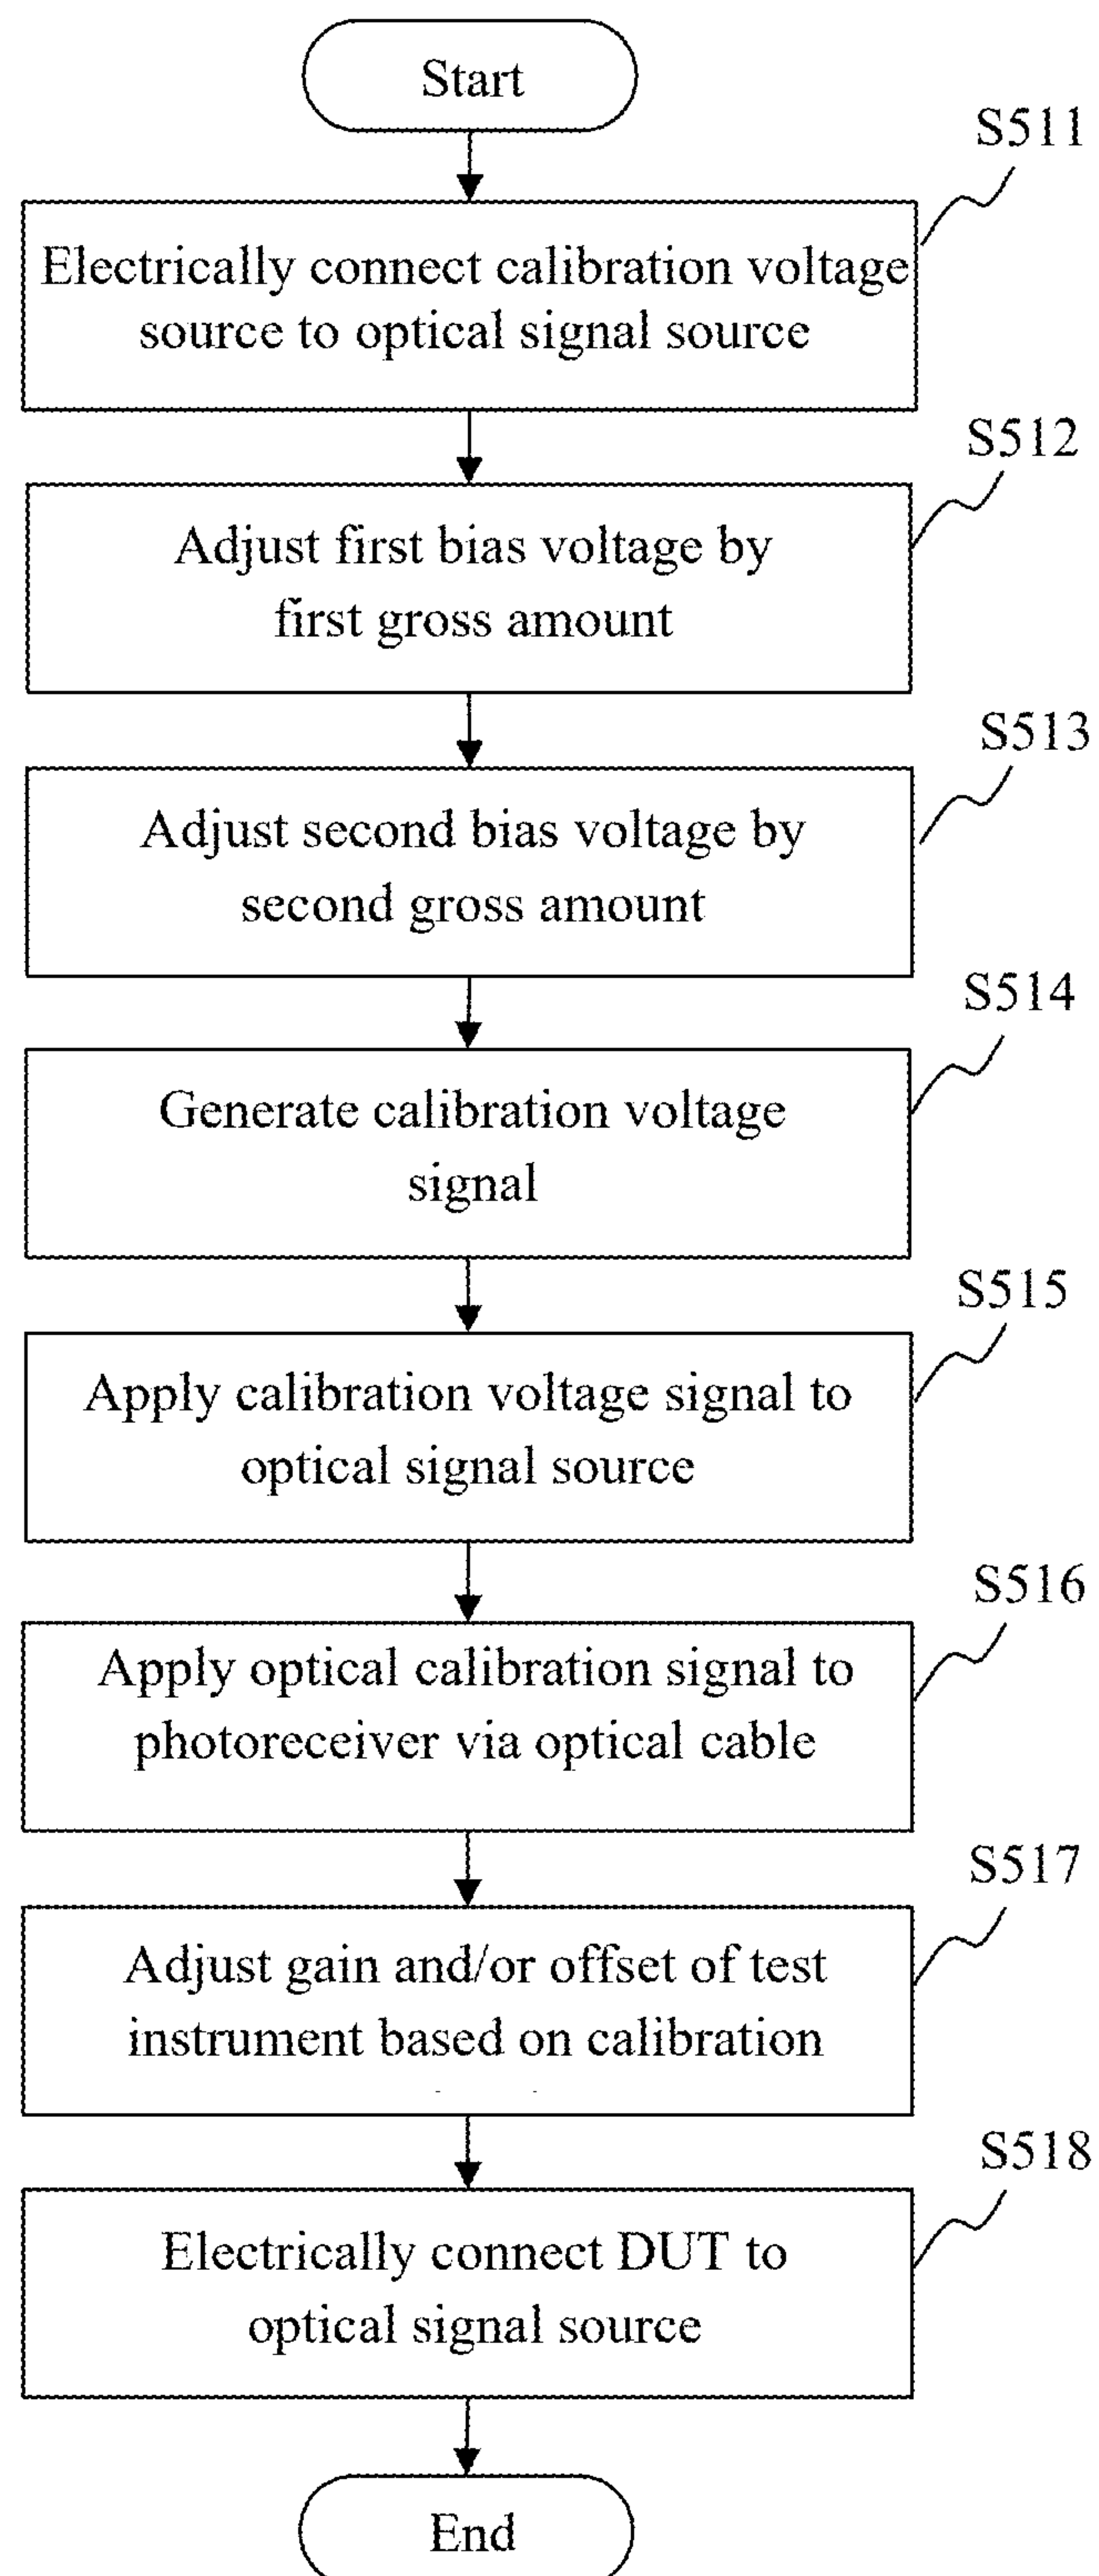 Start
S511
Electrically connect calibration voltage
source to optical signal source
S512
Adjust first bias voltage by
first gross amount
S513
Adjust second bias voltage by
second gross amount
S514
Generate calibration voltage
signal
S515
Apply calibration voltage signal to
optical signal source
S516
Apply optical calibration signal to
photoreceiver via optical cable
S517
Adjust gain and/or offset of test
instrument based on calibration
S518
Electrically connect DUT to
optical signal source
End